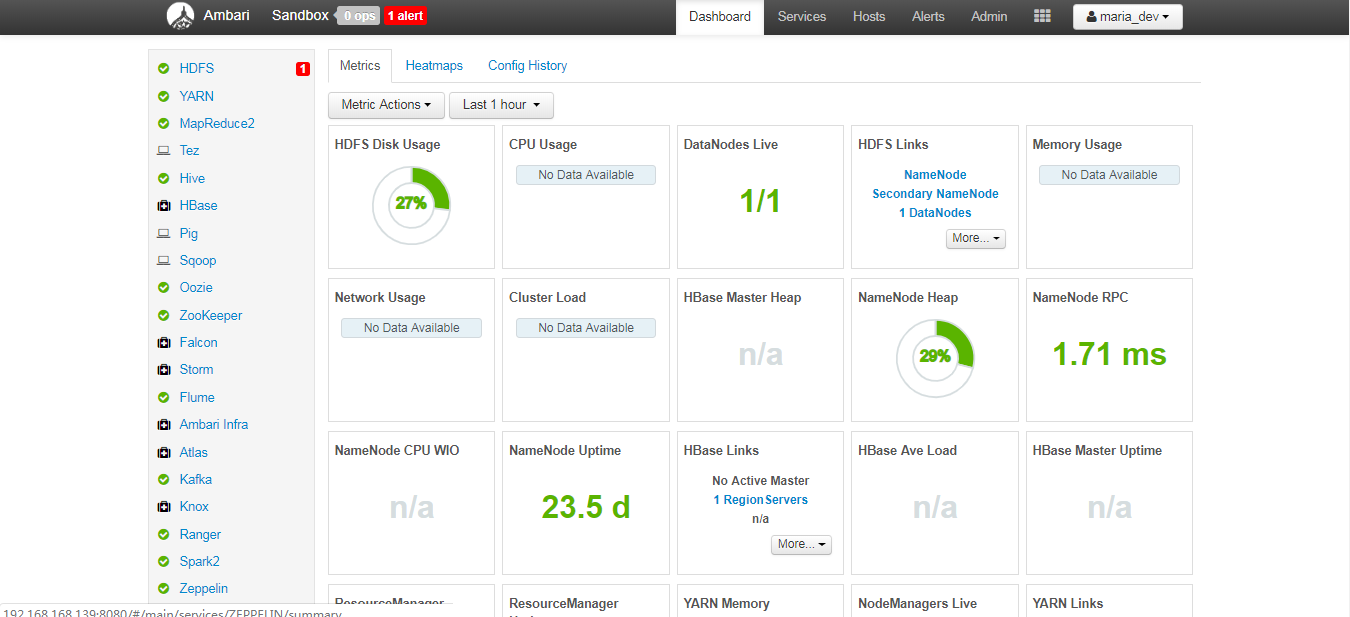 Ambari Sandbox 0 ops 1 alert Dashboard Services Hosts Alerts Admin maria_dev
HDFS 1
YARN
MapReduce2
Tez
Hive
HBase
Pig
Sqoop
Oozie
ZooKeeper
Falcon
Storm
Flume
Ambari Infra
Atlas
Kafka
Knox
Ranger
Spark2
Zeppelin
Metrics Heatmaps Config History
Metric Actions Last 1 hour
HDFS Disk Usage
27%
CPU Usage
No Data Available
DataNodes Live
1/1
HDFS Links
NameNode
Secondary NameNode
1 DataNodes
More...
Memory Usage
No Data Available
Network Usage
No Data Available
Cluster Load
No Data Available
HBase Master Heap
n/a
NameNode Heap
29%
NameNode RPC
1.71 ms
NameNode CPU WIO
n/a
NameNode Uptime
23.5 d
HBase Links
No Active Master
1 RegionServers
n/a
More...
HBase Ave Load
n/a
HBase Master Uptime
n/a
ResourceManager
ResourceManager
YARN Memory
NodeManagers Live
YARN Links
192.168.168.139:8080/#/main/services/ZEPPELIN/summary